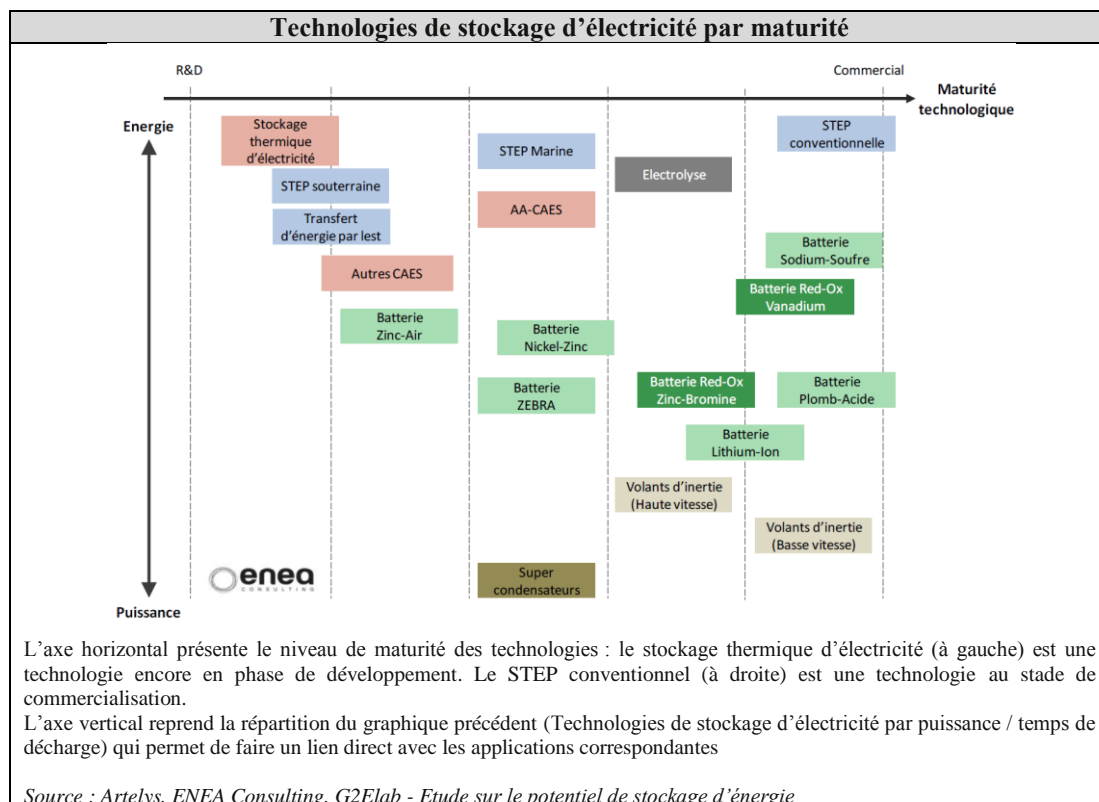 Technologies de stockage d’électricité par maturité
R&D
Commercial
Maturité
technologique
Energie
Stockage
thermique
d’électricité
STEP Marine
STEP
conventionnelle
Electrolyse
STEP souterraine
AA-CAES
Transfert
d’énergie par lest
Batterie
Sodium-Soufre
Autres CAES
Batterie Red-Ox
Vanadium
Batterie
Zinc-Air
Batterie
Nickel-Zinc
Batterie
ZEBRA
Batterie Red-Ox
Zinc-Bromine
Batterie
Plomb-Acide
Batterie
Lithium-Ion
Volants d’inertie
(Haute vitesse)
Volants d’inertie
(Basse vitesse)
enea
CONSULTING
Super
condensateurs
Puissance
L’axe horizontal présente le niveau de maturité des technologies : le stockage thermique d’électricité (à gauche) est une
technologie encore en phase de développement. Le STEP conventionnel (à droite) est une technologie au stade de
commercialisation.
L’axe vertical reprend la répartition du graphique précédent (Technologies de stockage d’électricité par puissance / temps de
décharge) qui permet de faire un lien direct avec les applications correspondantes
Source : Artelys, ENEA Consulting, G2Elab - Etude sur le potentiel de stockage d’énergie